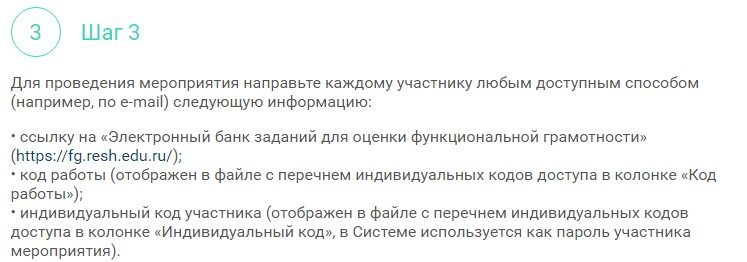 3 Шаг 3
Для проведения мероприятия направьте каждому участнику любым доступным способом
(например, по e-mail) следующую информацию:
• ссылку на «Электронный банк заданий для оценки функциональной грамотности»
(https://fg.resh.edu.ru/);
• код работы (отображен в файле с перечнем индивидуальных кодов доступа в колонке «Код
работы»);
• индивидуальный код участника (отображен в файле с перечнем индивидуальных кодов
доступа в колонке «Индивидуальный код», в Системе используется как пароль участника
мероприятия).